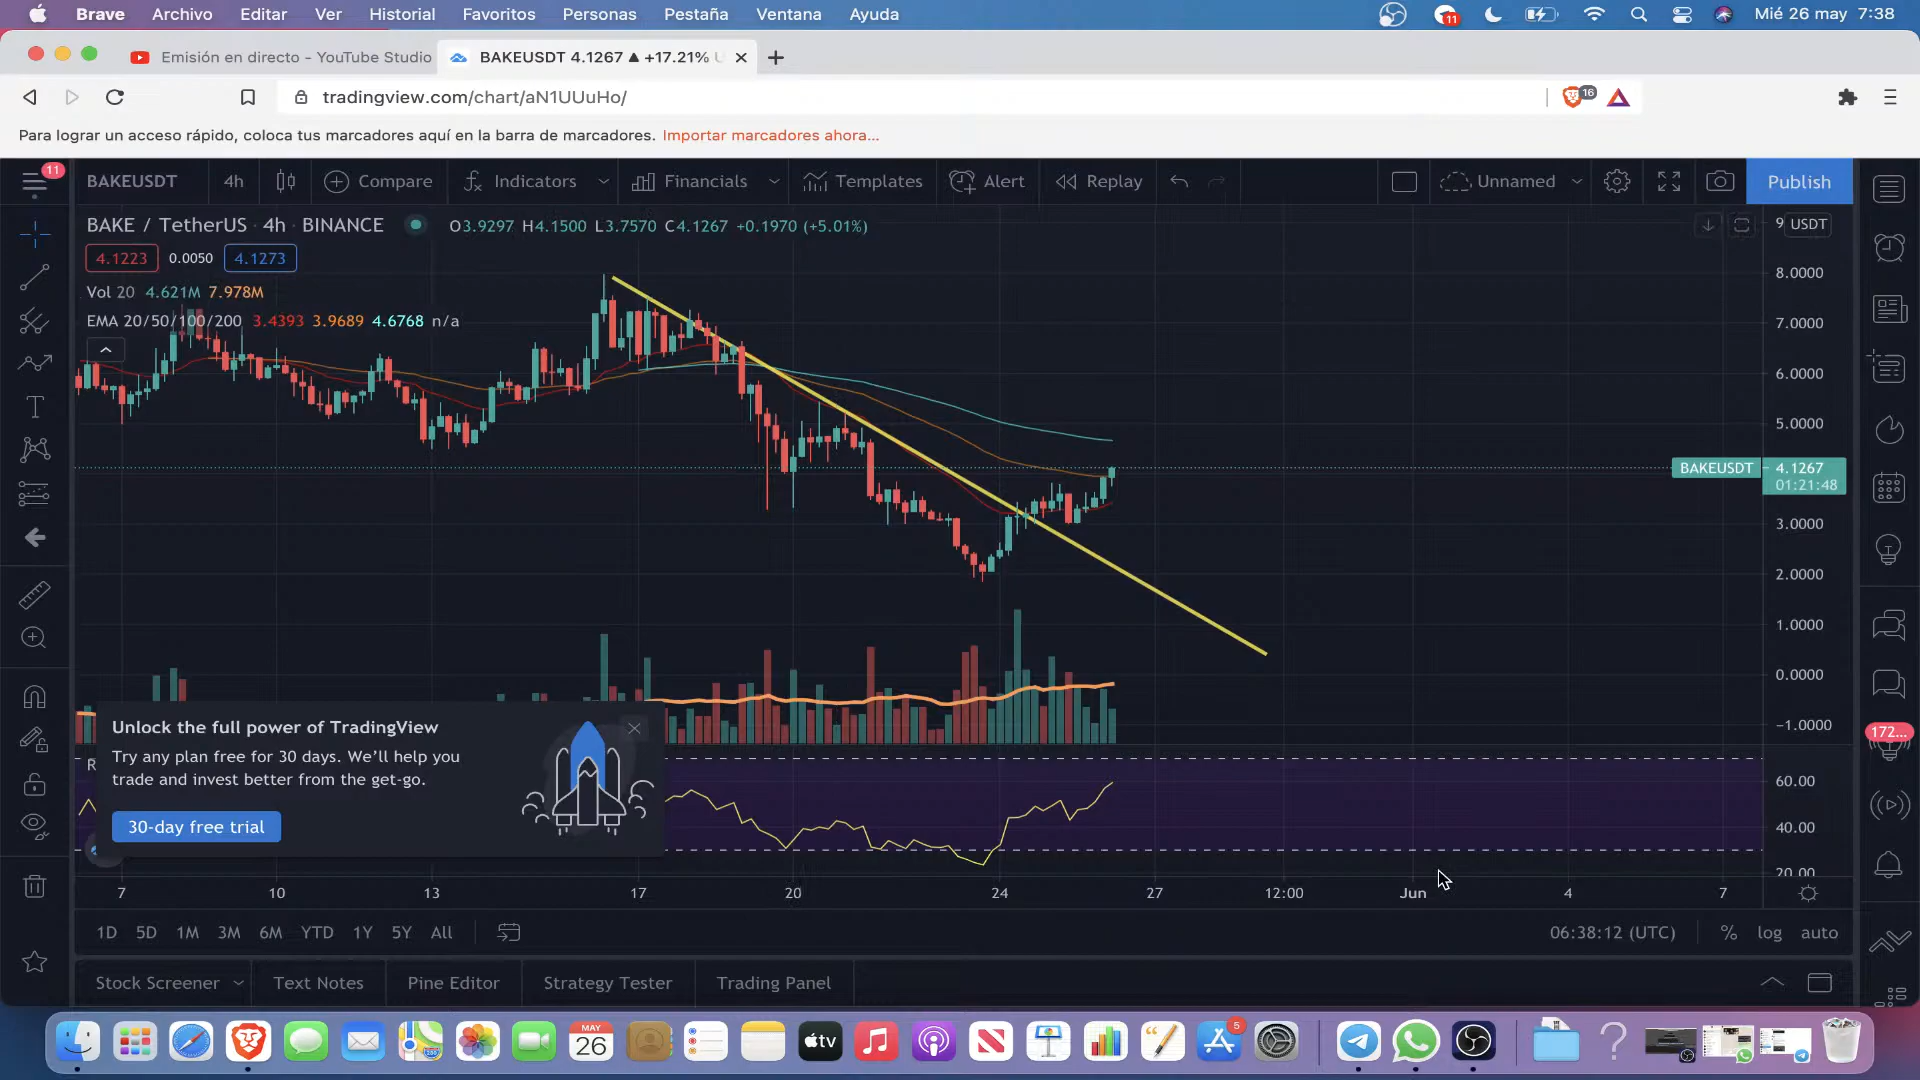 Brave Archivo Editar Ver Historial Favoritos Personas Pestaña Ventana Ayuda 11 Mié 26 may 7:38
Emisión en directo - YouTube Studio BAKEUSDT 4.1267 ▲ +17.21%
tradingview.com/chart/aN1UUuHo/ 16
Para lograr un acceso rápido, coloca tus marcadores aquí en la barra de marcadores. Importar marcadores ahora...
11 BAKEUSDT 4h Compare Indicators Financials Templates Alert Replay Unnamed Publish
BAKE / TetherUS · 4h · BINANCE O3.9297 H4.1500 L3.7570 C4.1267 +0.1970 (+5.01%)
9 USDT
4.1223 0.0050 4.1273
Vol 20 4.621M 7.978M
EMA 20/50/100/200 3.4393 3.9689 4.6768 n/a
8.0000
7.0000
6.0000
5.0000
BAKEUSDT 4.1267
01:21:48
3.0000
2.0000
1.0000
0.0000
−1.0000
172...
Unlock the full power of TradingView
Try any plan free for 30 days. We'll help you
trade and invest better from the get-go.
30-day free trial
R
60.00
40.00
20.00
7 10 13 17 20 24 27 12:00 Jun 4 7
1D 5D 1M 3M 6M YTD 1Y 5Y All 06:38:12 (UTC) % log auto
Stock Screener Text Notes Pine Editor Strategy Tester Trading Panel
MAY
26
tv
5